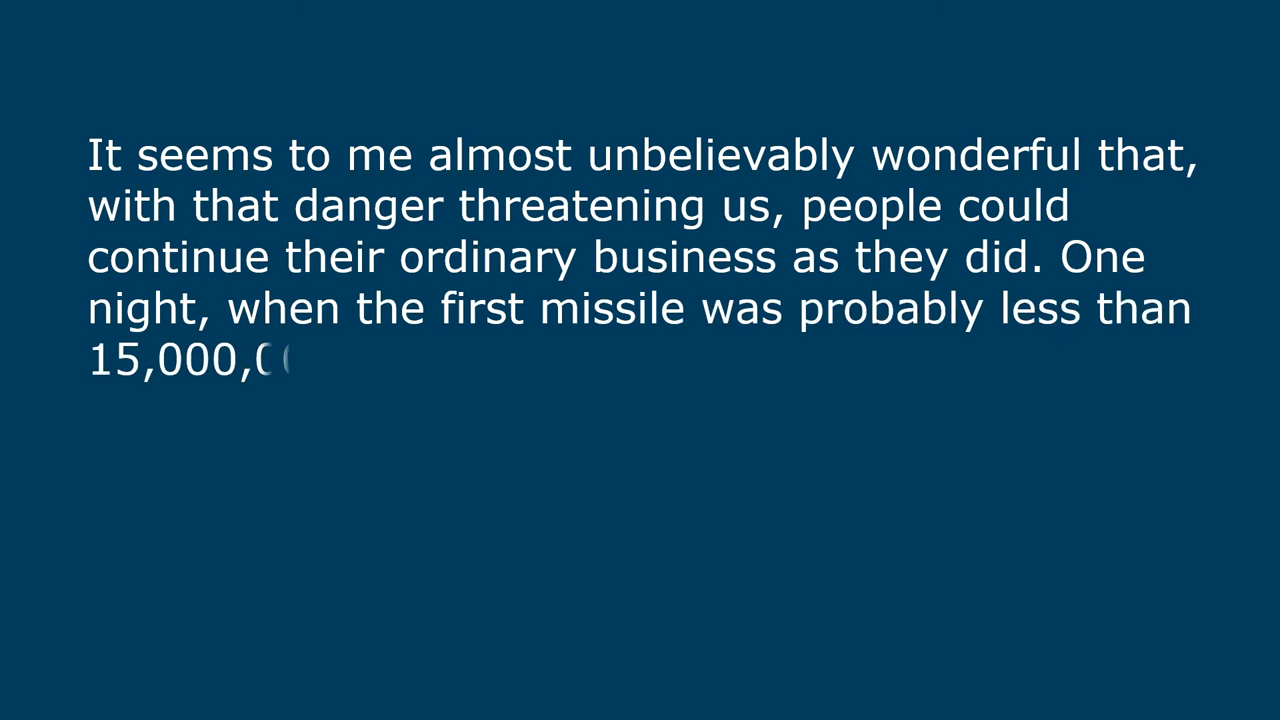 It seems to me almost unbelievably wonderful that,
with that danger threatening us, people could
continue their ordinary business as they did. One
night, when the first missile was probably less than
15,000,0